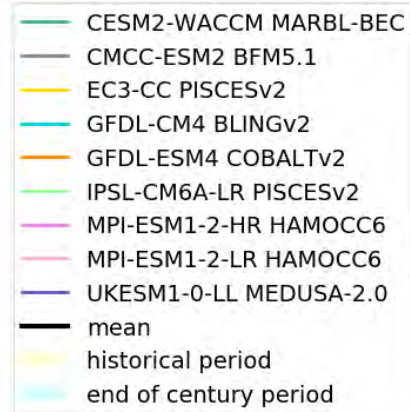 CESM2-WACCM MARBL-BEC
CMCC-ESM2 BFM5.1
EC3-CC PISCESv2
GFDL-CM4 BLINGv2
GFDL-ESM4 COBALTv2
IPSL-CM6A-LR PISCESv2
MPI-ESM1-2-HR HAMOCC6
MPI-ESM1-2-LR HAMOCC6
UKESM1-0-LL MEDUSA-2.0
mean
historical period
end of century period